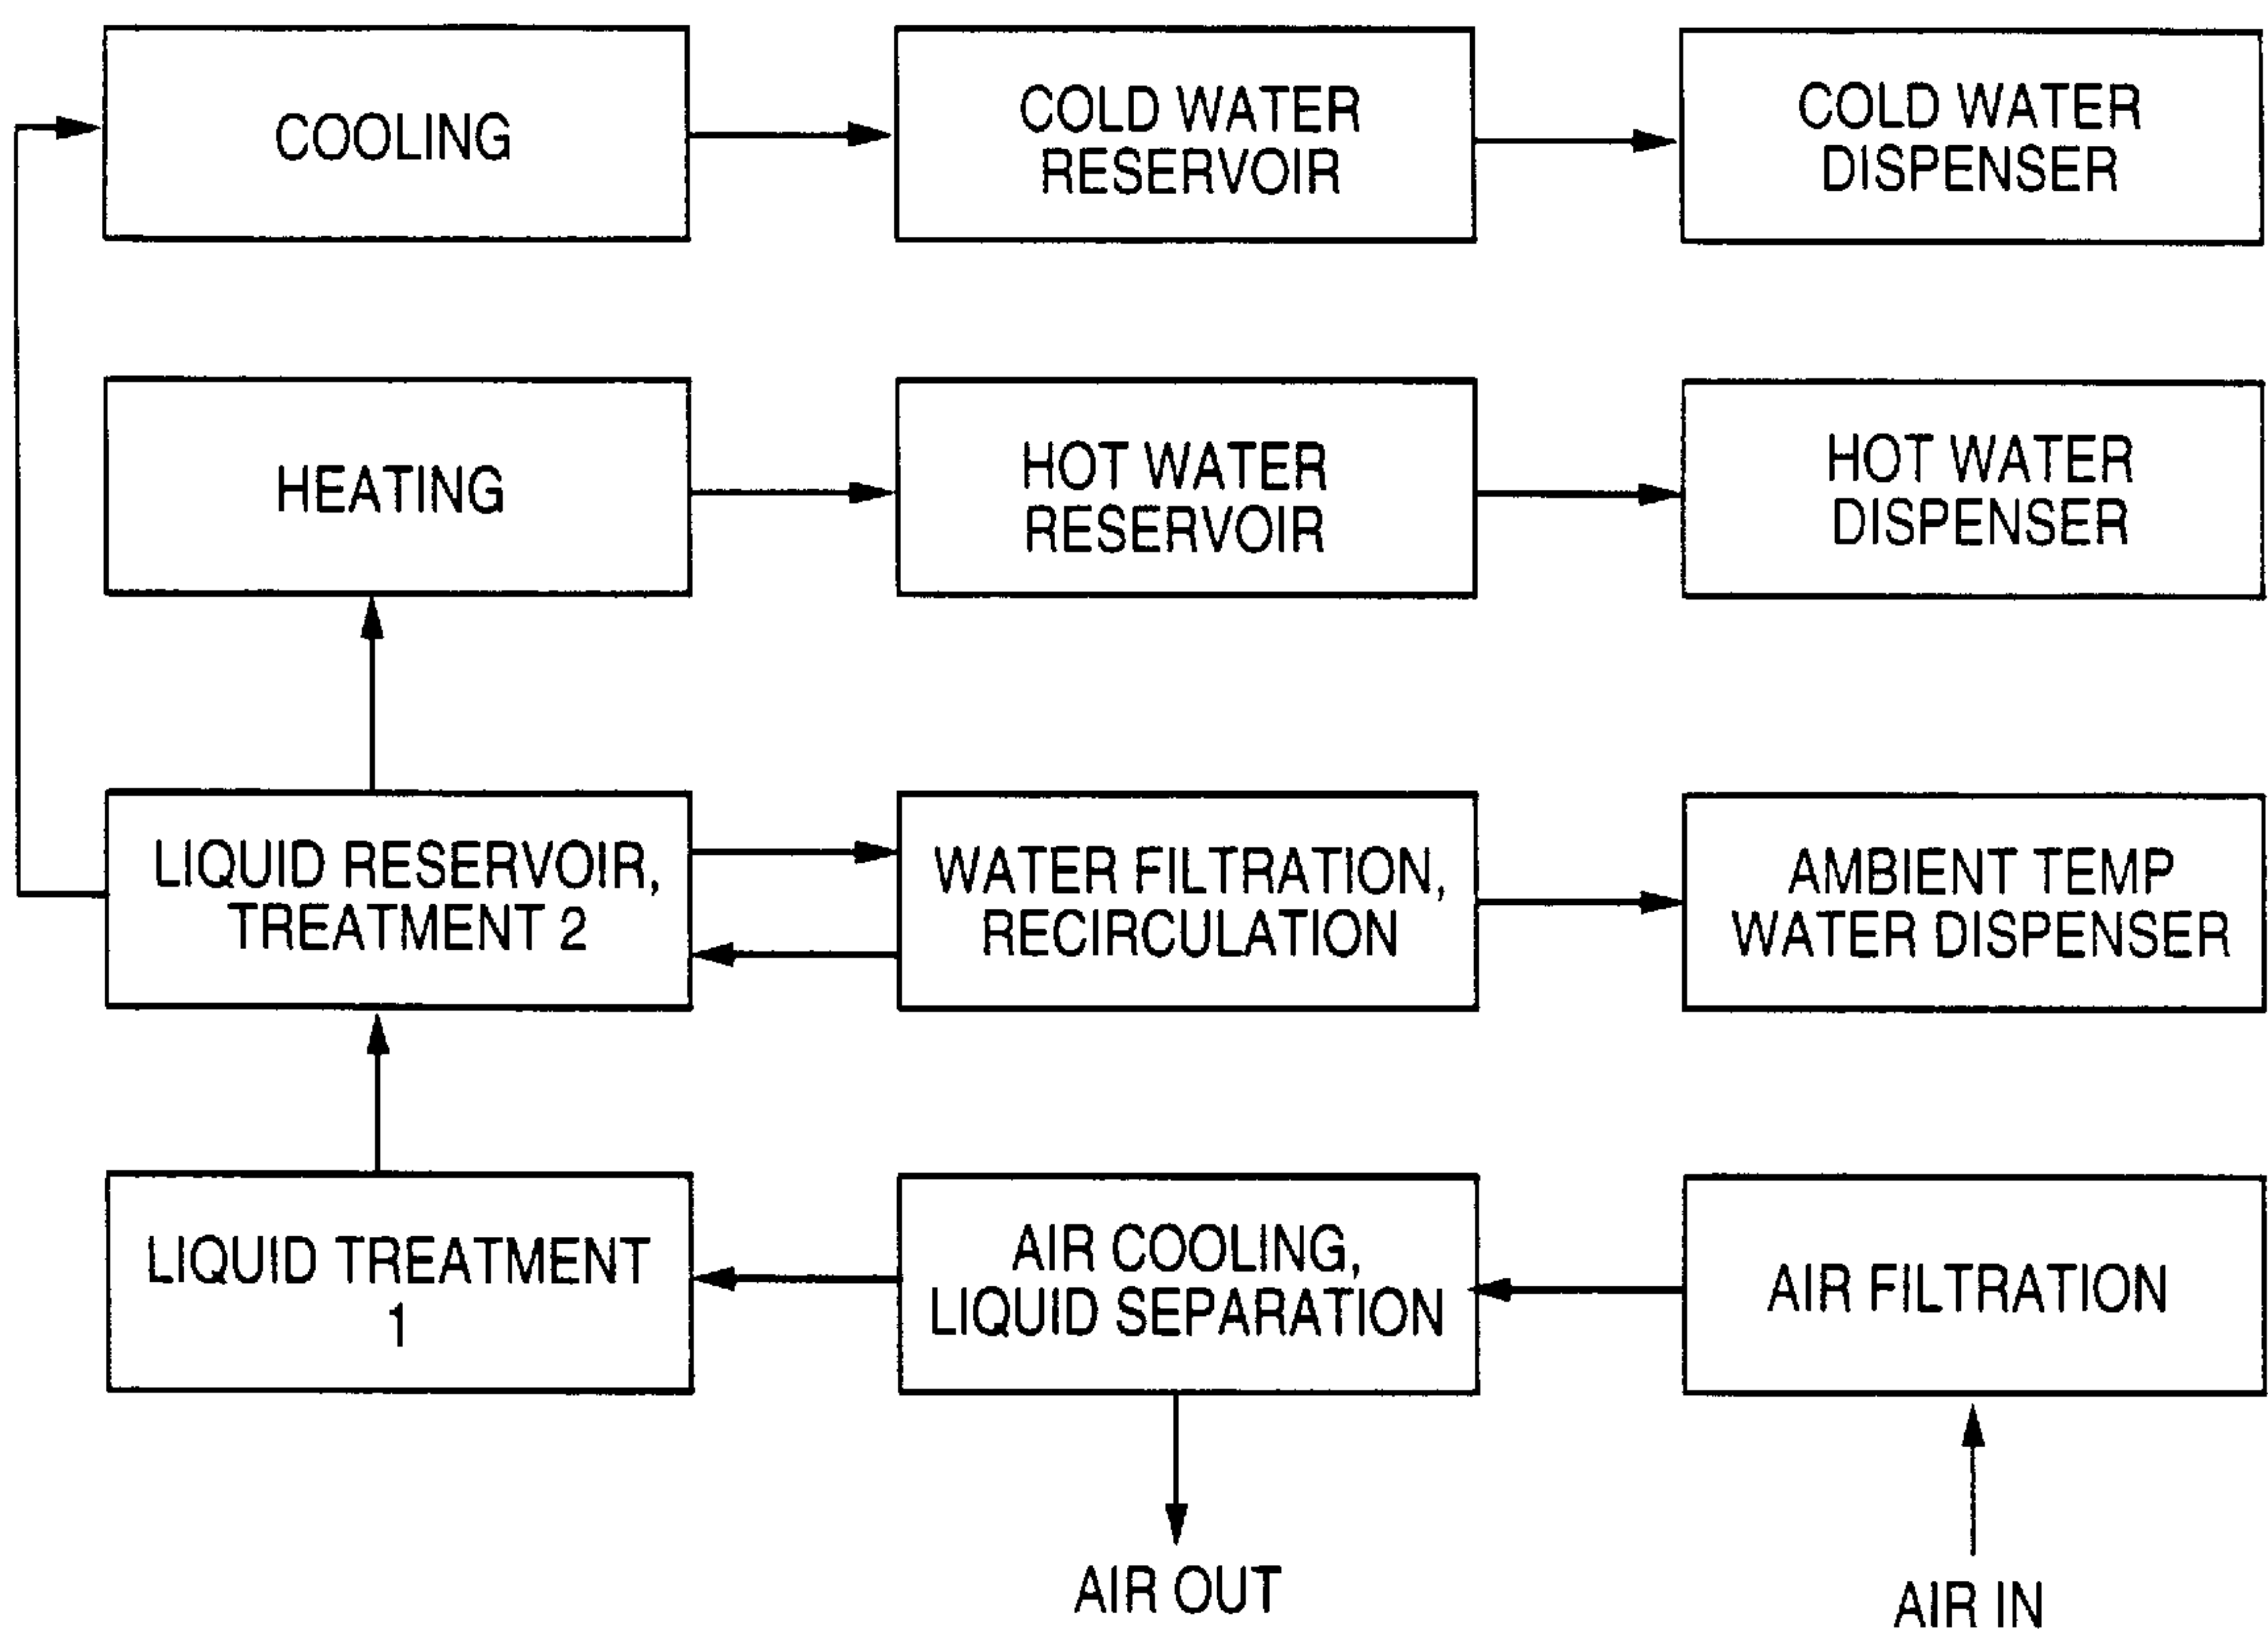 COOLING
COLD WATER
RESERVOIR
COLD WATER
DISPENSER
HEATING
HOT WATER
RESERVOIR
HOT WATER
DISPENSER
LIQUID RESERVOIR,
TREATMENT 2
WATER FILTRATION,
RECIRCULATION
AMBIENT TEMP
WATER DISPENSER
LIQUID TREATMENT
1
AIR COOLING,
LIQUID SEPARATION
AIR FILTRATION
AIR OUT
AIR IN